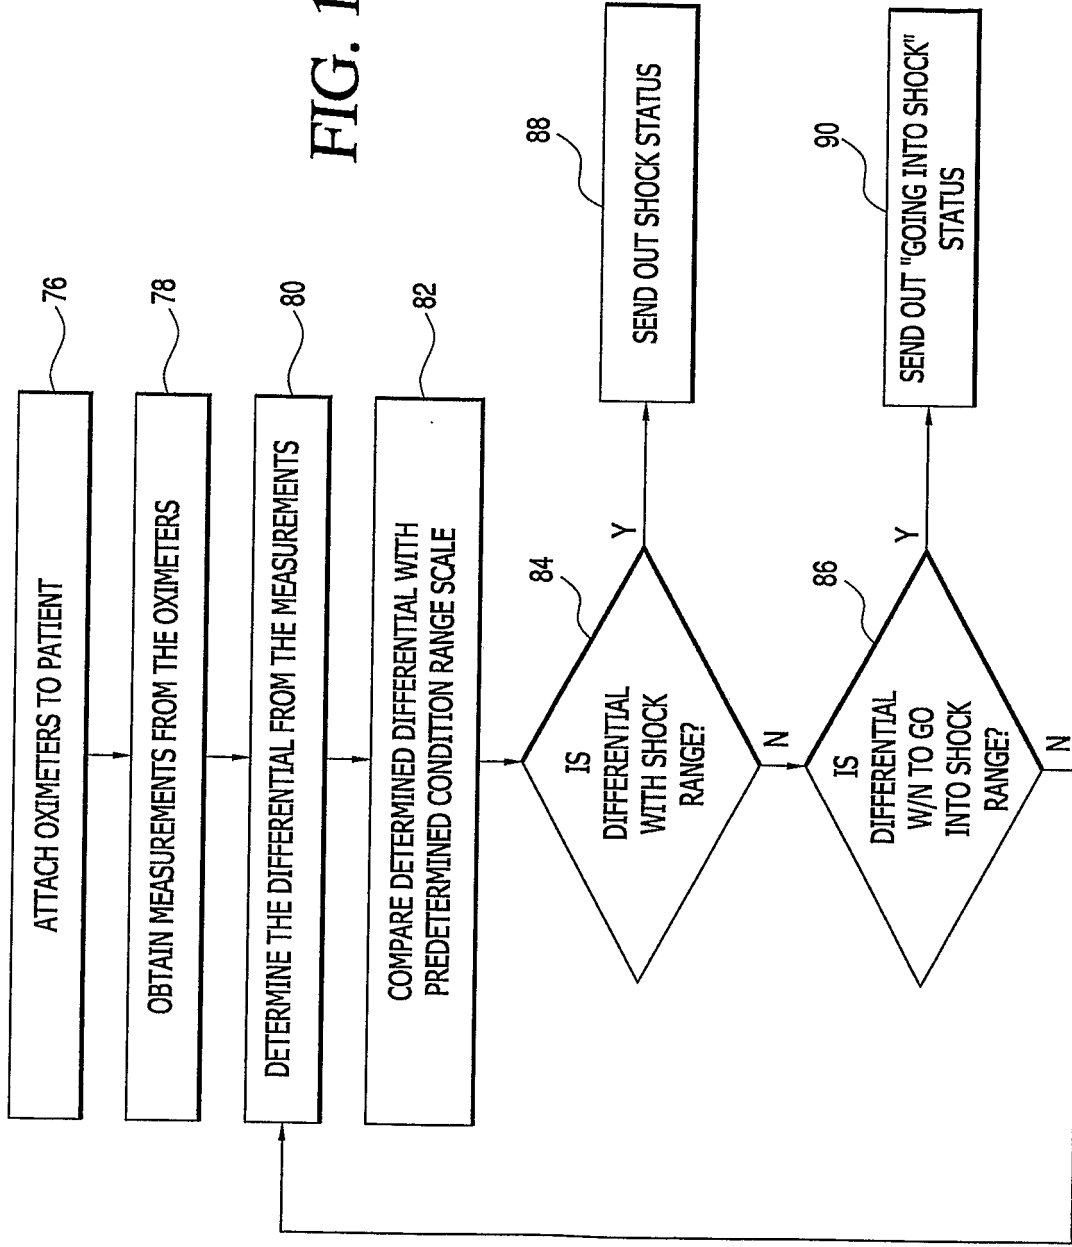 FIG. 1
76
ATTACH OXIMETERS TO PATIENT
78
OBTAIN MEASUREMENTS FROM THE OXIMETERS
80
DETERMINE THE DIFFERENTIAL FROM THE MEASUREMENTS
82
COMPARE DETERMINED DIFFERENTIAL WITH
PREDETERMINED CONDITION RANGE SCALE
84
IS
DIFFERENTIAL
WITH SHOCK
RANGE?
Y
N
88
SEND OUT SHOCK STATUS
86
IS
DIFFERENTIAL
W/N TO GO
INTO SHOCK
RANGE?
Y
N
90
SEND OUT "GOING INTO SHOCK"
STATUS